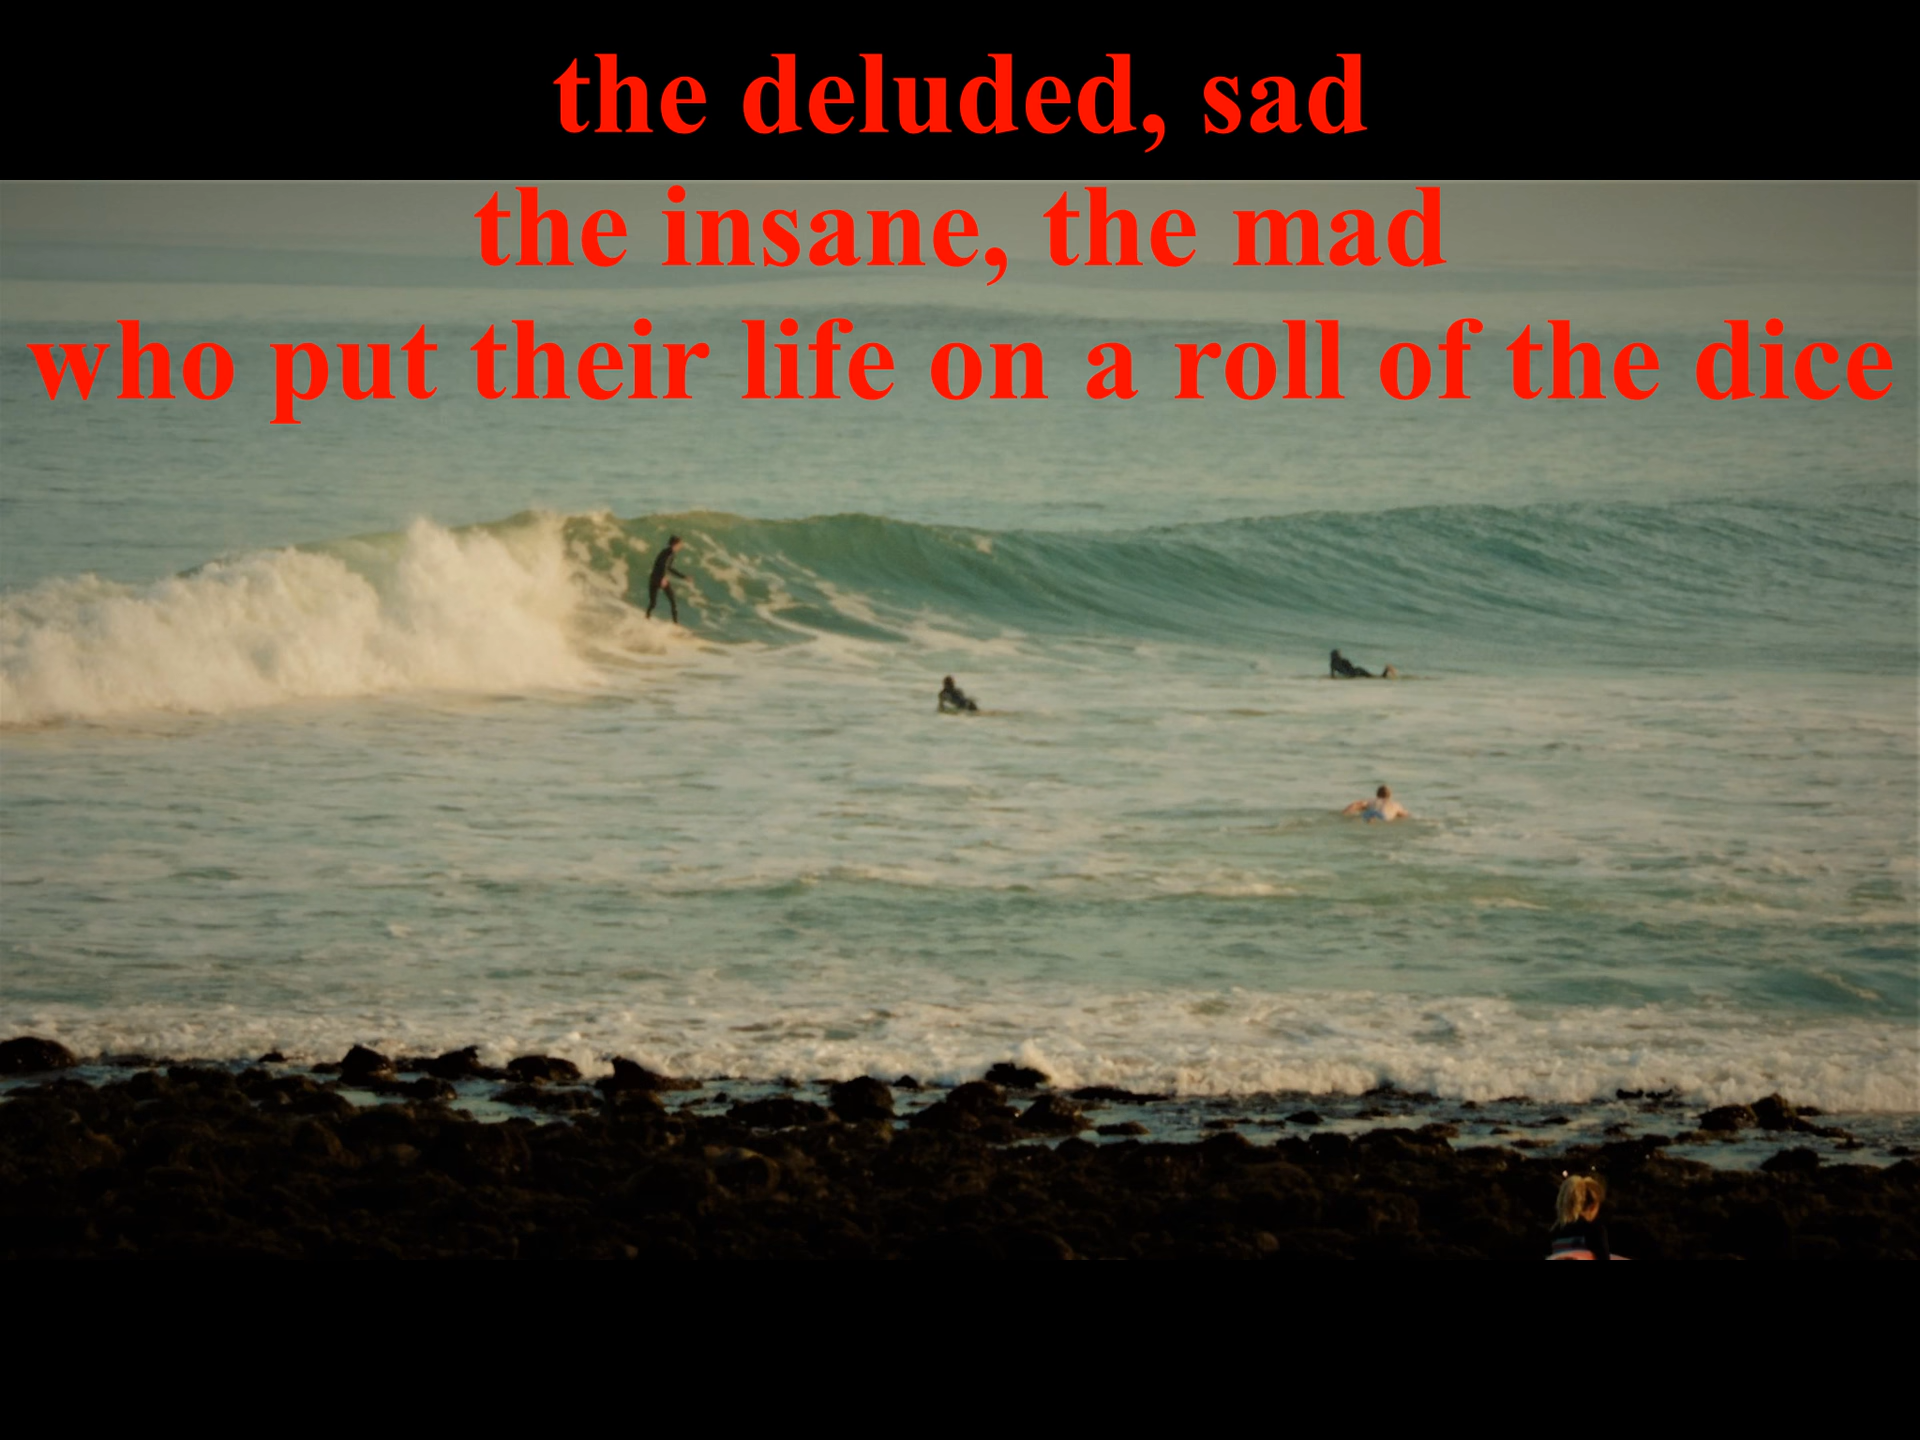 the deluded, sad
the insane, the mad
who put their life on a roll of the dice